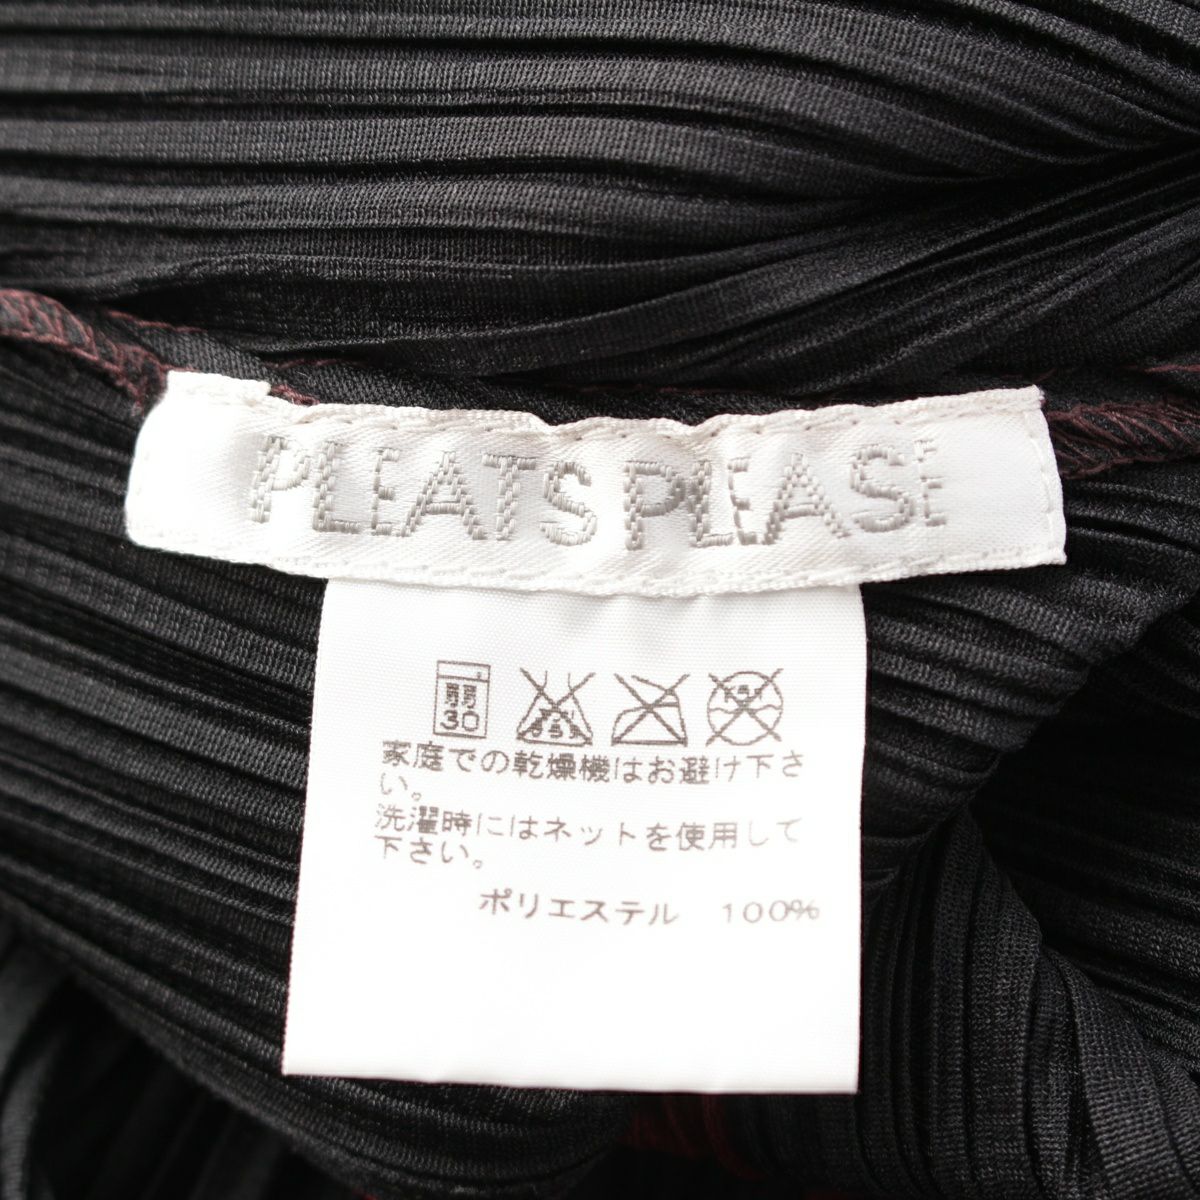 PLEATS PLEASE
弱
30
家庭での乾燥機はお避け下さ
い。
洗濯時にはネットを使用して
下さい。
ポリエステル 100%